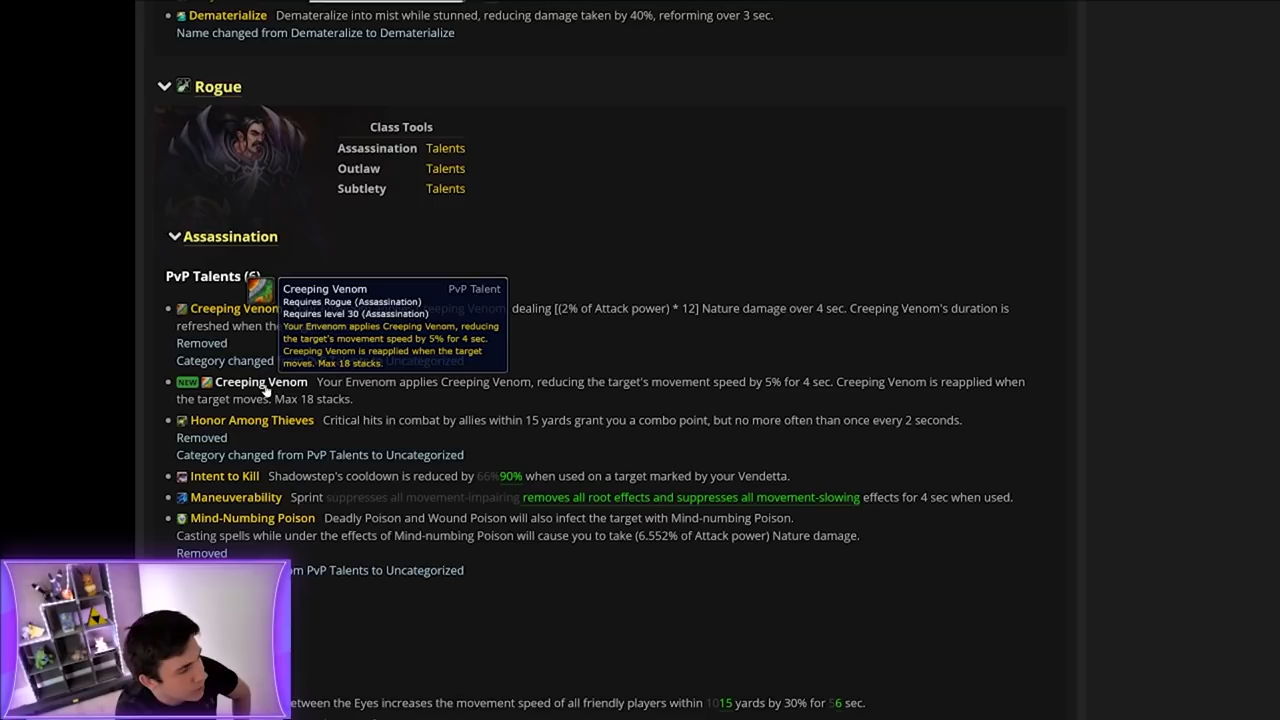 Dematerialize Dematerialize into mist while stunned, reducing damage taken by 40%, reforming over 3 sec.
Name changed from Demateralize to Dematerialize
Rogue
Class Tools
Assassination Talents
Outlaw Talents
Subtlety Talents
Assassination
PvP Talents (6)
Creeping Venom
Creeping Venom PvP Talent
Requires Rogue (Assassination)
Requires level 30 (Assassination)
Your Envenom applies Creeping Venom, reducing
the target's movement speed by 5% for 4 sec.
Creeping Venom is reapplied when the target
moves. Max 18 stacks.
dealing [(2% of Attack power) * 12] Nature damage over 4 sec. Creeping Venom's duration is
refreshed when the
Removed
Category changed from PvP Talents to Uncategorized
NEW Creeping Venom Your Envenom applies Creeping Venom, reducing the target's movement speed by 5% for 4 sec. Creeping Venom is reapplied when
the target moves. Max 18 stacks.
Honor Among Thieves Critical hits in combat by allies within 15 yards grant you a combo point, but no more often than once every 2 seconds.
Removed
Category changed from PvP Talents to Uncategorized
Intent to Kill Shadowstep's cooldown is reduced by 66%90% when used on a target marked by your Vendetta.
Maneuverability Sprint suppresses all movement-impairing removes all root effects and suppresses all movement-slowing effects for 4 sec when used.
Mind-Numbing Poison Deadly Poison and Wound Poison will also infect the target with Mind-numbing Poison.
Casting spells while under the effects of Mind-numbing Poison will cause you to take (6.552% of Attack power) Nature damage.
Removed
m PvP Talents to Uncategorized
etween the Eyes increases the movement speed of all friendly players within 1015 yards by 30% for 56 sec.